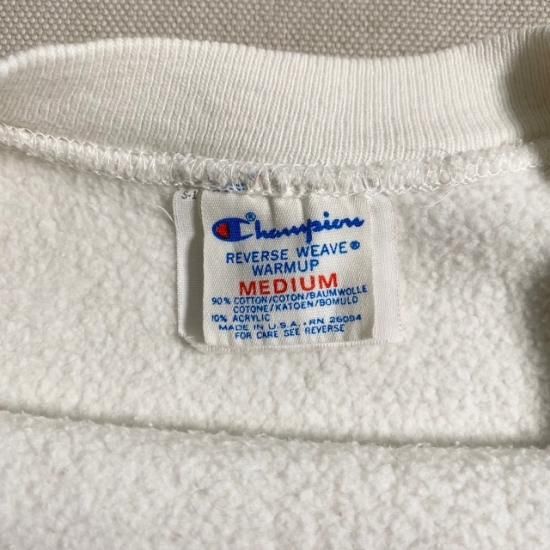 Champion®
REVERSE WEAVE®
WARMUP
MEDIUM
90% COTTON/COTON/BAUMWOLLE
COTONE/KATOEN/BOMULD
10% ACRYLIC
MADE IN U.S.A. RN 26094
FOR CARE SEE REVERSE